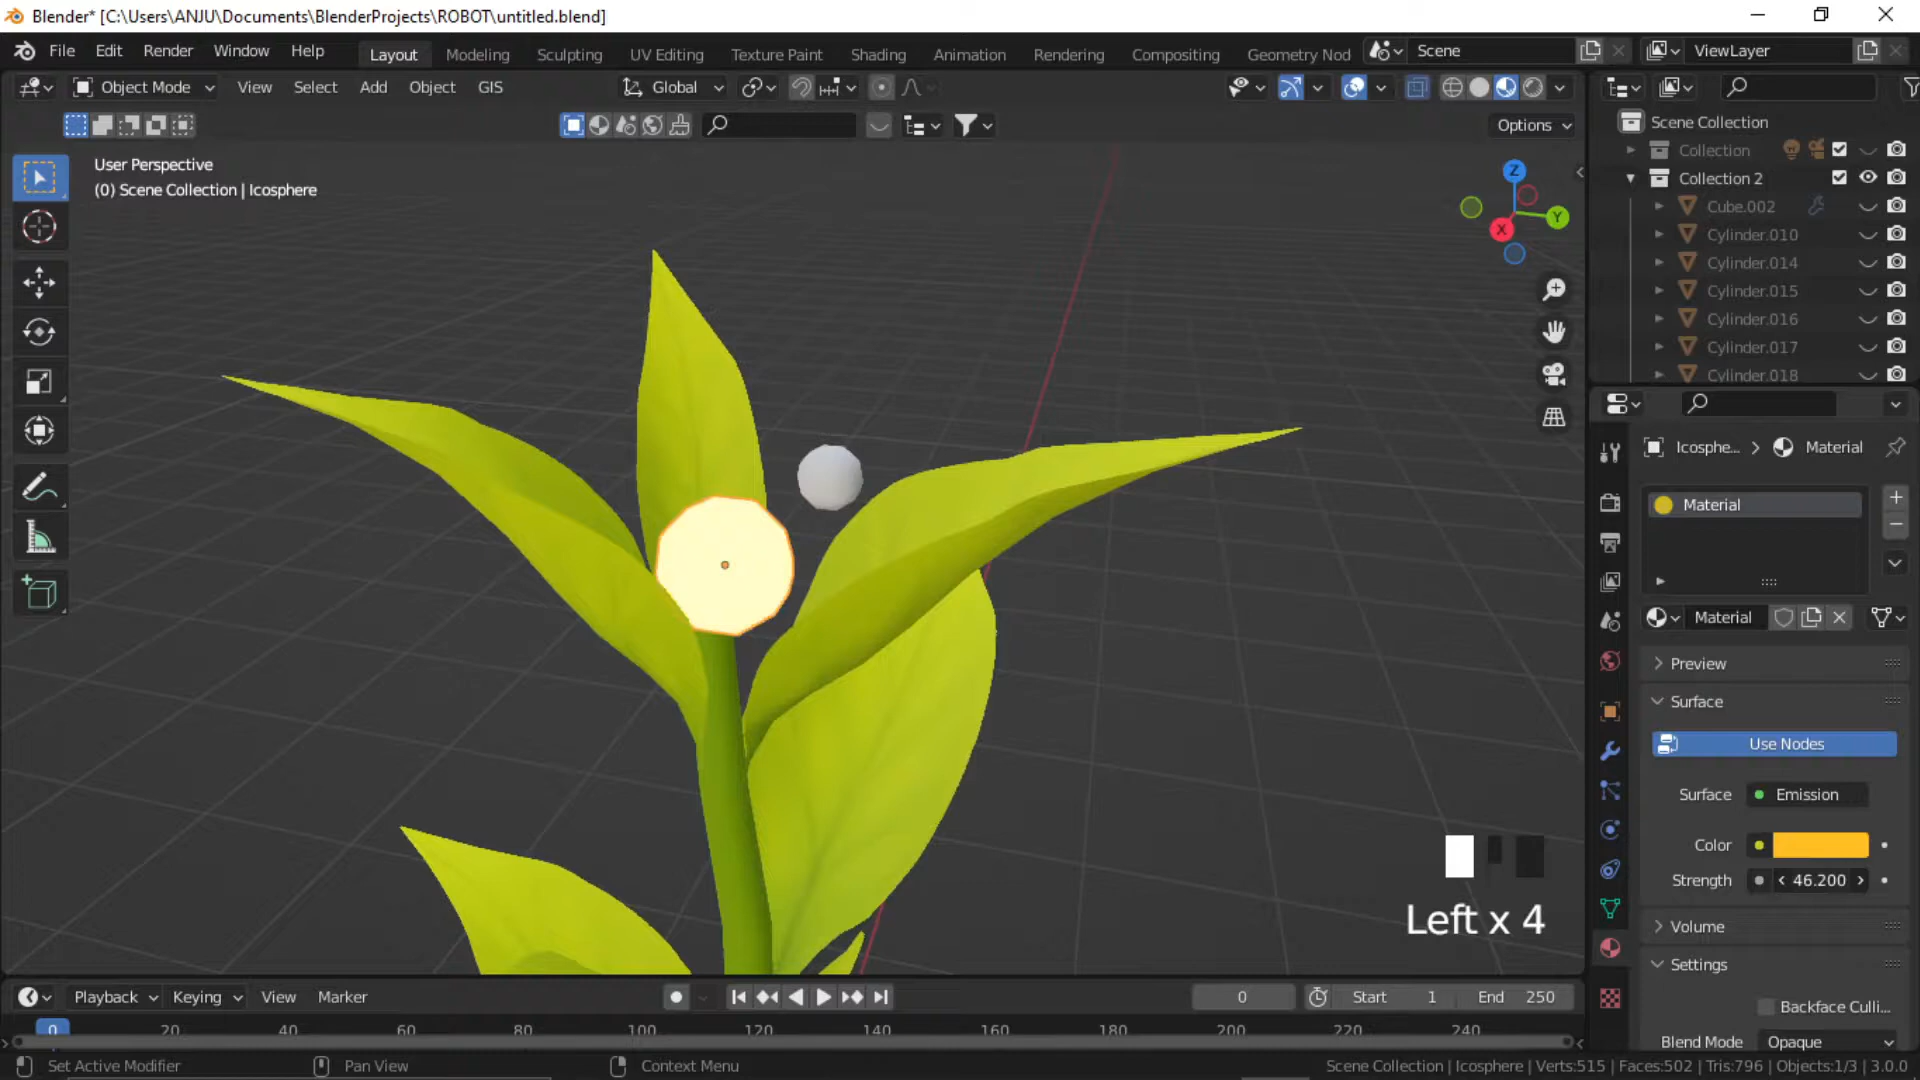 Blender* [C:\Users\ANJU\Documents\BlenderProjects\ROBOT\untitled.blend]
File Edit Render Window Help Layout Modeling Sculpting UV Editing Texture Paint Shading Animation Rendering Compositing Geometry Nod Scene ViewLayer
Object Mode View Select Add Object GIS Global
Options
User Perspective
(0) Scene Collection | Icosphere
Z
Y
X
Scene Collection
Collection
Collection 2
Cube.002
Cylinder.010
Cylinder.014
Cylinder.015
Cylinder.016
Cylinder.017
Cylinder.018
Icosphe... > Material
Material
Material
Preview
Surface
Use Nodes
Surface Emission
Color
Strength 46.200
Volume
Settings
Backface Culli...
Blend Mode Opaque
Left x 4
Playback Keying View Marker 0 Start 1 End 250
0 20 40 60 80 100 120 140 160 180 200 220 240
Set Active Modifier Pan View Context Menu Scene Collection | Icosphere | Verts:515 | Faces:502 | Tris:796 | Objects:1/3 | 3.0.0